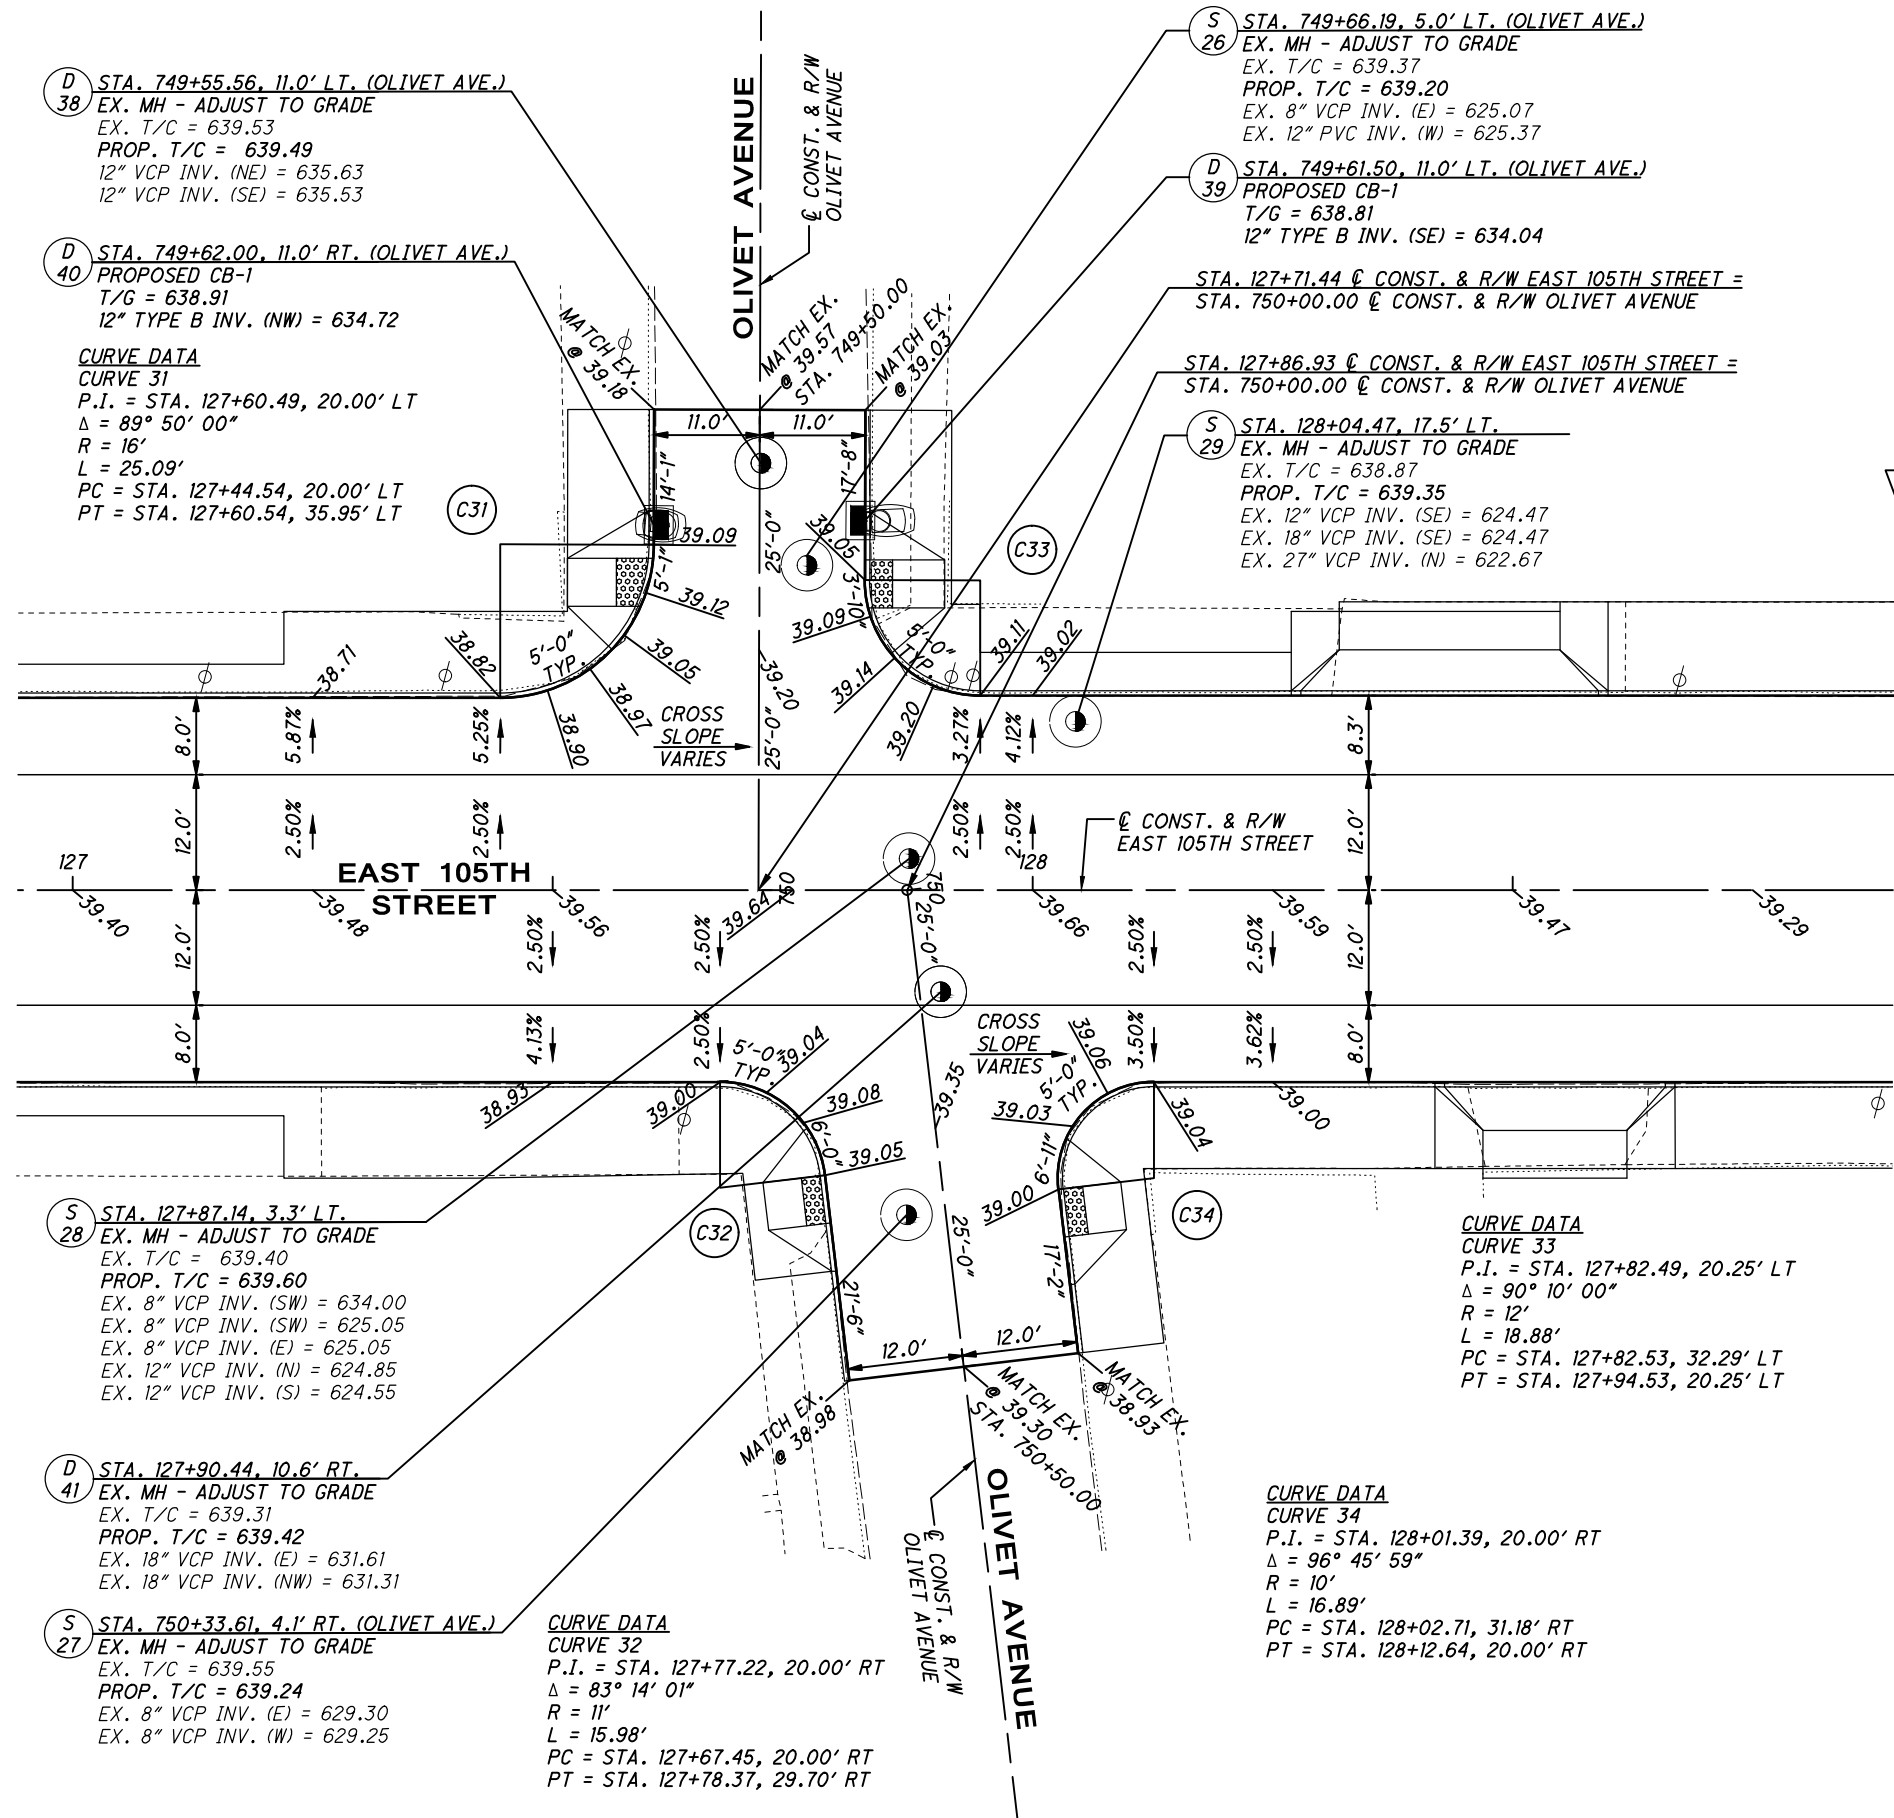 D
38
STA. 749+55.56, 11.0' LT. (OLIVET AVE.)
EX. MH - ADJUST TO GRADE
EX. T/C = 639.53
PROP. T/C = 639.49
12" VCP INV. (NE) = 635.63
12" VCP INV. (SE) = 635.53
D
40
STA. 749+62.00, 11.0' RT. (OLIVET AVE.)
PROPOSED CB-1
T/G = 638.91
12" TYPE B INV. (NW) = 634.72
CURVE DATA
CURVE 31
P.I. = STA. 127+60.49, 20.00' LT
Δ = 89° 50' 00"
R = 16'
L = 25.09'
PC = STA. 127+44.54, 20.00' LT
PT = STA. 127+60.54, 35.95' LT
OLIVET AVENUE
℄ CONST. & R/W
OLIVET AVENUE
S
26
STA. 749+66.19, 5.0' LT. (OLIVET AVE.)
EX. MH - ADJUST TO GRADE
EX. T/C = 639.37
PROP. T/C = 639.20
EX. 8" VCP INV. (E) = 625.07
EX. 12" PVC INV. (W) = 625.37
D
39
STA. 749+61.50, 11.0' LT. (OLIVET AVE.)
PROPOSED CB-1
T/G = 638.81
12" TYPE B INV. (SE) = 634.04
STA. 127+71.44 ℄ CONST. & R/W EAST 105TH STREET =
STA. 750+00.00 ℄ CONST. & R/W OLIVET AVENUE
STA. 127+86.93 ℄ CONST. & R/W EAST 105TH STREET =
STA. 750+00.00 ℄ CONST. & R/W OLIVET AVENUE
S
29
STA. 128+04.47, 17.5' LT.
EX. MH - ADJUST TO GRADE
EX. T/C = 638.87
PROP. T/C = 639.35
EX. 12" VCP INV. (SE) = 624.47
EX. 18" VCP INV. (SE) = 624.47
EX. 27" VCP INV. (N) = 622.67
MATCH EX.
@ 39.18
MATCH EX.
@ 39.57
STA. 749+50.00
MATCH EX.
@ 39.03
11.0'
11.0'
14'-1"
17'-8"
C31
C33
39.09
25'-0"
39.05
5'-1"
3'-10"
39.12
39.09
38.82
5'-0"
TYP.
39.05
5'-0"
TYP.
39.11
39.02
38.71
38.97
39.20
39.14
38.90
39.20
CROSS
SLOPE
VARIES
25'-0"
8.0'
5.87%
5.25%
3.27%
4.12%
8.3'
12.0'
2.50%
2.50%
2.50%
2.50%
12.0'
℄ CONST. & R/W
EAST 105TH STREET
127
EAST 105TH
STREET
750
750
128
39.40
39.48
39.56
39.64
39.66
39.59
39.47
39.29
25'-0"
12.0'
2.50%
2.50%
2.50%
2.50%
12.0'
8.0'
4.13%
2.50%
3.50%
3.62%
8.0'
CROSS
SLOPE
VARIES
5'-0"
TYP.
39.04
39.06
5'-0"
TYP.
39.35
38.93
39.00
39.08
39.03
39.04
39.00
6'-0"
6'-11"
39.05
39.00
C32
C34
25'-0"
21'-6"
17'-2"
12.0'
12.0'
MATCH EX.
@ 38.98
MATCH EX.
@ 39.30
STA. 750+50.00
MATCH EX.
@ 38.93
S
28
STA. 127+87.14, 3.3' LT.
EX. MH - ADJUST TO GRADE
EX. T/C = 639.40
PROP. T/C = 639.60
EX. 8" VCP INV. (SW) = 634.00
EX. 8" VCP INV. (SW) = 625.05
EX. 8" VCP INV. (E) = 625.05
EX. 12" VCP INV. (N) = 624.85
EX. 12" VCP INV. (S) = 624.55
D
41
STA. 127+90.44, 10.6' RT.
EX. MH - ADJUST TO GRADE
EX. T/C = 639.31
PROP. T/C = 639.42
EX. 18" VCP INV. (E) = 631.61
EX. 18" VCP INV. (NW) = 631.31
S
27
STA. 750+33.61, 4.1' RT. (OLIVET AVE.)
EX. MH - ADJUST TO GRADE
EX. T/C = 639.55
PROP. T/C = 639.24
EX. 8" VCP INV. (E) = 629.30
EX. 8" VCP INV. (W) = 629.25
CURVE DATA
CURVE 32
P.I. = STA. 127+77.22, 20.00' RT
Δ = 83° 14' 01"
R = 11'
L = 15.98'
PC = STA. 127+67.45, 20.00' RT
PT = STA. 127+78.37, 29.70' RT
℄ CONST. & R/W
OLIVET AVENUE
OLIVET AVENUE
CURVE DATA
CURVE 33
P.I. = STA. 127+82.49, 20.25' LT
Δ = 90° 10' 00"
R = 12'
L = 18.88'
PC = STA. 127+82.53, 32.29' LT
PT = STA. 127+94.53, 20.25' LT
CURVE DATA
CURVE 34
P.I. = STA. 128+01.39, 20.00' RT
Δ = 96° 45' 59"
R = 10'
L = 16.89'
PC = STA. 128+02.71, 31.18' RT
PT = STA. 128+12.64, 20.00' RT